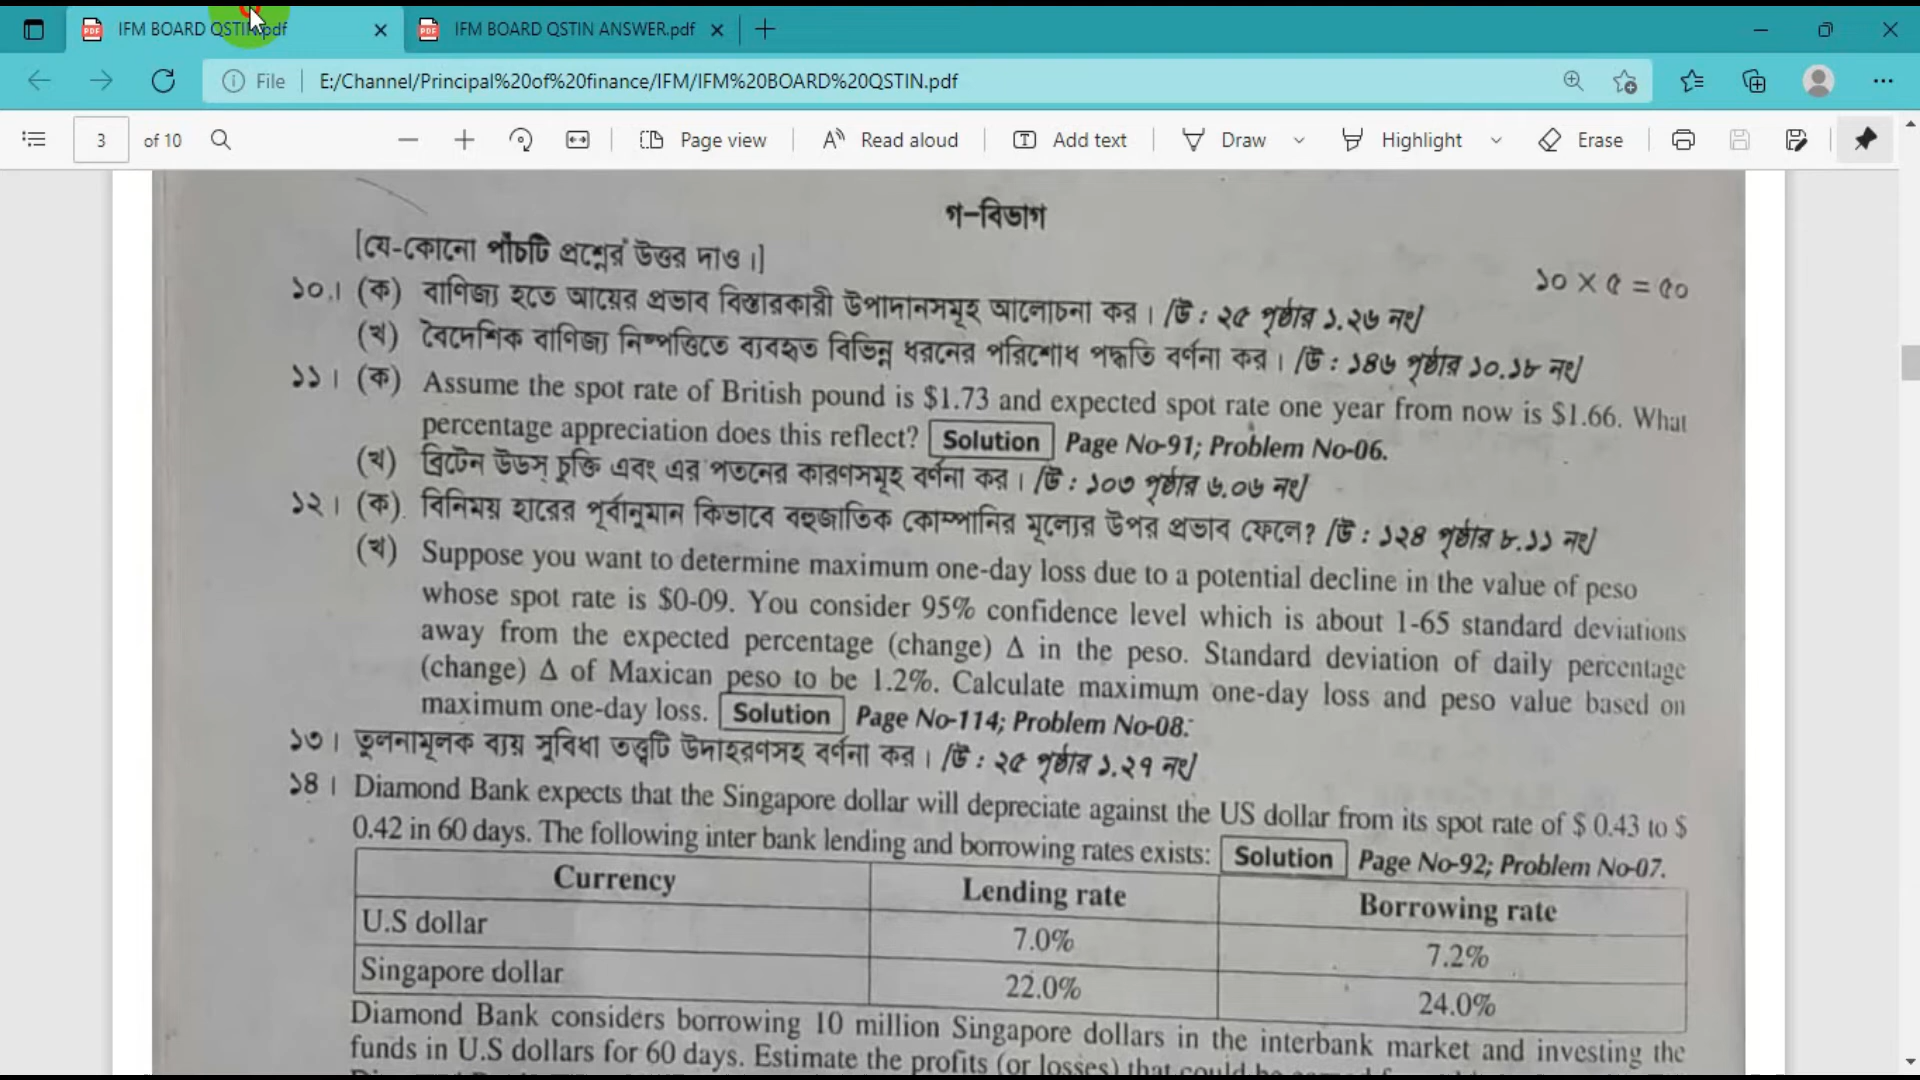 IFM BOARD QSTIN.pdf
IFM BOARD QSTIN ANSWER.pdf
File
E:/Channel/Principal%20of%20finance/IFM/IFM%20BOARD%20QSTIN.pdf
3 of 10
Page view
Read aloud
Add text
Draw
Highlight
Erase
গ-বিভাগ
[যে-কোনো পাঁচটি প্রশ্নের উত্তর দাও।]
১০ × ৫ = ৫০
১০। (ক) বাণিজ্য হতে আয়ের প্রভাব বিস্তারকারী উপাদানসমূহ আলোচনা কর। [উ : ২৫ পৃষ্ঠার ১.২৬ নং]
(খ) বৈদেশিক বাণিজ্য নিষ্পত্তিতে ব্যবহৃত বিভিন্ন ধরনের পরিশোধ পদ্ধতি বর্ণনা কর। [উ : ১৪৬ পৃষ্ঠার ১০.১৮ নং]
১১। (ক) Assume the spot rate of British pound is $1.73 and expected spot rate one year from now is $1.66. What
percentage appreciation does this reflect? Solution Page No-91; Problem No-06.
(খ) ব্রিটেন উডস্ চুক্তি এবং এর পতনের কারণসমূহ বর্ণনা কর। [উ : ১০৩ পৃষ্ঠার ৬.০৬ নং]
১২। (ক) বিনিময় হারের পূর্বানুমান কিভাবে বহুজাতিক কোম্পানির মূল্যের উপর প্রভাব ফেলে? [উ : ১২৪ পৃষ্ঠার ৮.১১ নং]
(খ) Suppose you want to determine maximum one-day loss due to a potential decline in the value of peso
whose spot rate is $0-09. You consider 95% confidence level which is about 1-65 standard deviations
away from the expected percentage (change) Δ in the peso. Standard deviation of daily percentage
(change) Δ of Maxican peso to be 1.2%. Calculate maximum one-day loss and peso value based on
maximum one-day loss. Solution Page No-114; Problem No-08.
১৩। তুলনামূলক ব্যয় সুবিধা তত্ত্বটি উদাহরণসহ বর্ণনা কর। [উ : ২৫ পৃষ্ঠার ১.২৭ নং]
১৪। Diamond Bank expects that the Singapore dollar will depreciate against the US dollar from its spot rate of $ 0.43 to $
0.42 in 60 days. The following inter bank lending and borrowing rates exists: Solution Page No-92; Problem No-07.
Currency Lending rate Borrowing rate
U.S dollar 7.0% 7.2%
Singapore dollar 22.0% 24.0%
Diamond Bank considers borrowing 10 million Singapore dollars in the interbank market and investing the
funds in U.S dollars for 60 days. Estimate the profits (or losses) that could be